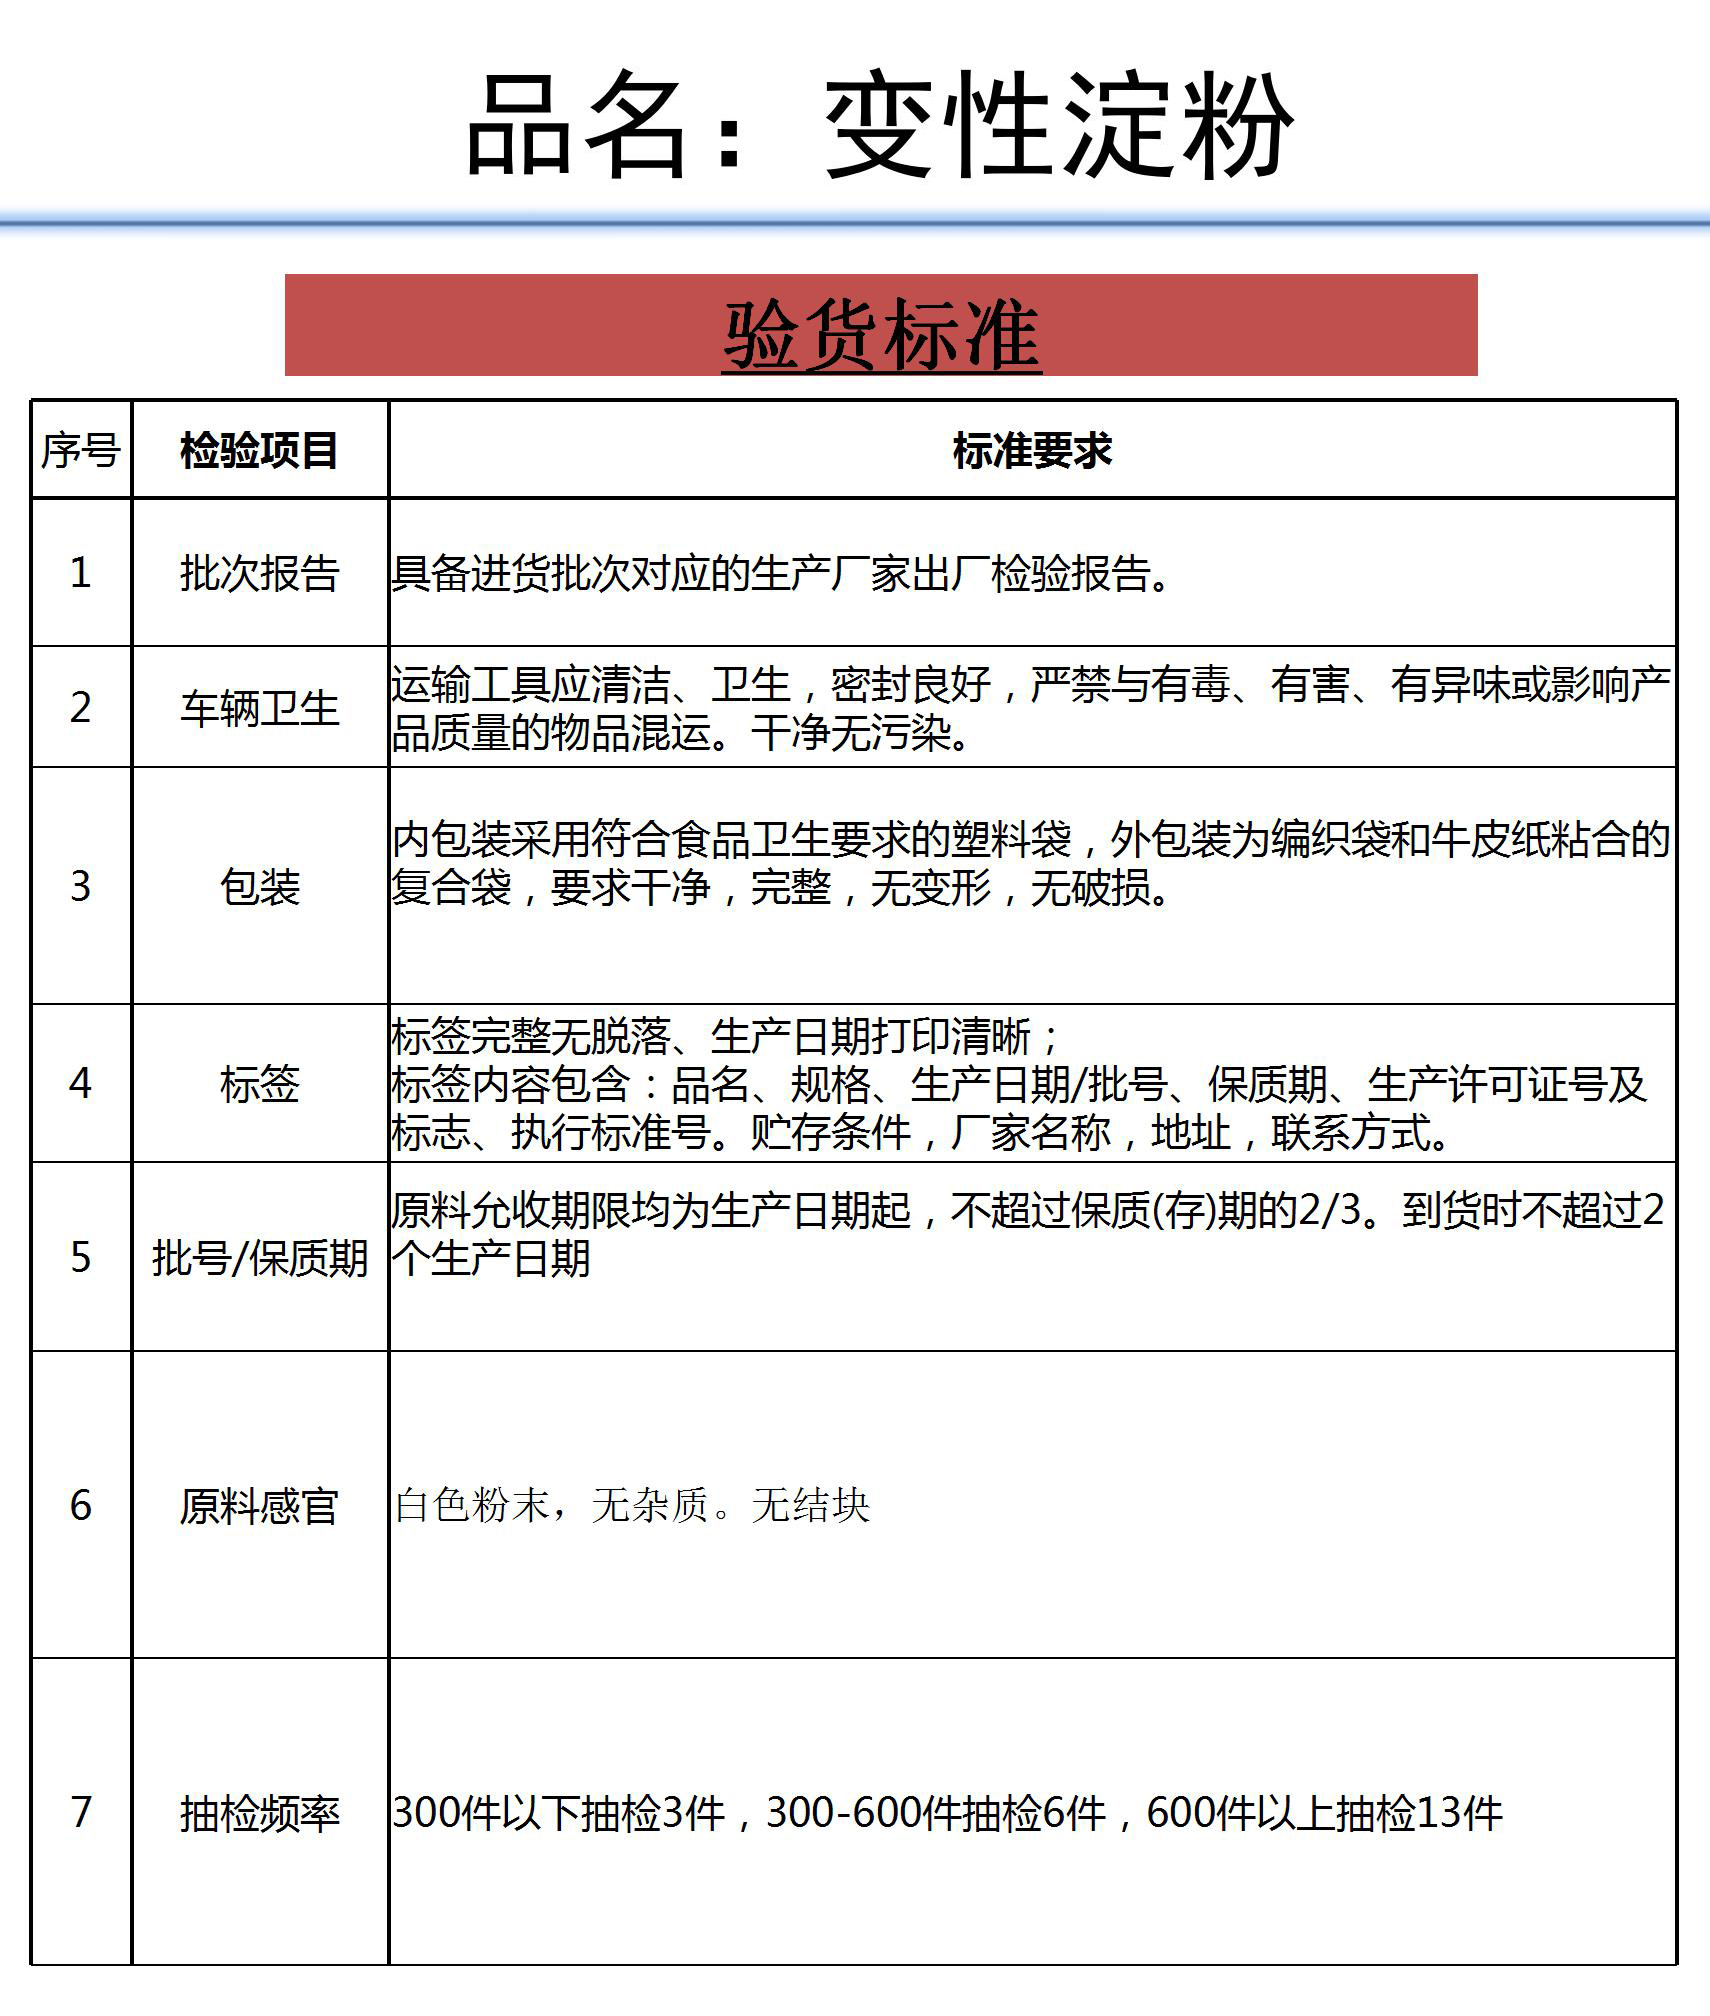 品名：变性淀粉
验货标准
序号 检验项目 标准要求
1 批次报告 具备进货批次对应的生产厂家出厂检验报告。
2 车辆卫生 运输工具应清洁、卫生，密封良好，严禁与有毒、有害、有异味或影响产
品质量的物品混运。干净无污染。
3 包装 内包装采用符合食品卫生要求的塑料袋，外包装为编织袋和牛皮纸粘合的
复合袋，要求干净，完整，无变形，无破损。
4 标签 标签完整无脱落、生产日期打印清晰；
标签内容包含：品名、规格、生产日期/批号、保质期、生产许可证号及
标志、执行标准号。贮存条件，厂家名称，地址，联系方式。
5 批号/保质期 原料允收期限均为生产日期起，不超过保质(存)期的2/3。到货时不超过2
个生产日期
6 原料感官 白色粉末，无杂质。无结块
7 抽检频率 300件以下抽检3件，300-600件抽检6件，600件以上抽检13件